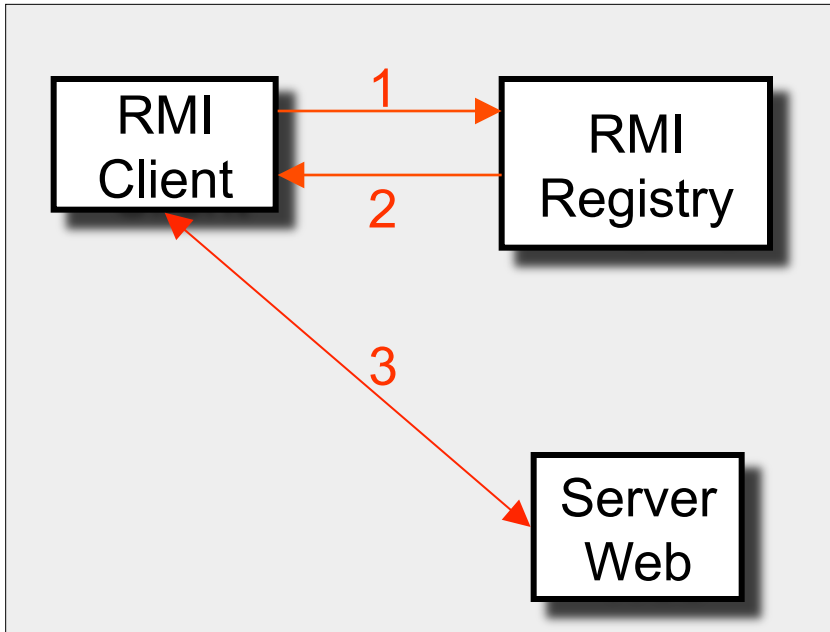 RMI
Client
1
2
RMI
Registry
3
Server
Web